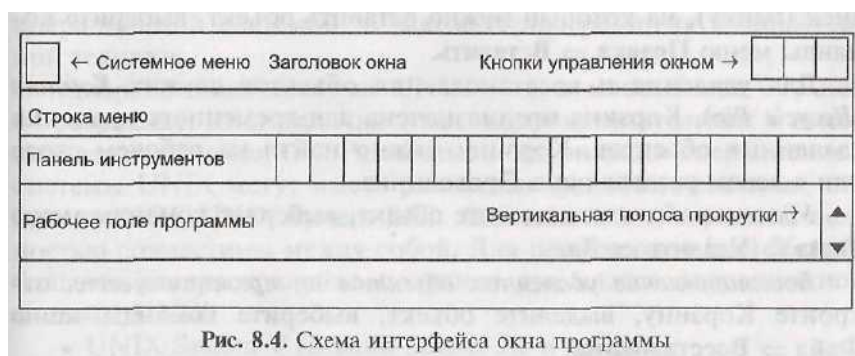 ← Системное меню Заголовок окна Кнопки управления окном →
Строка меню
Панель инструментов
Рабочее поле программы Вертикальная полоса прокрутки →
Рис. 8.4. Схема интерфейса окна программы